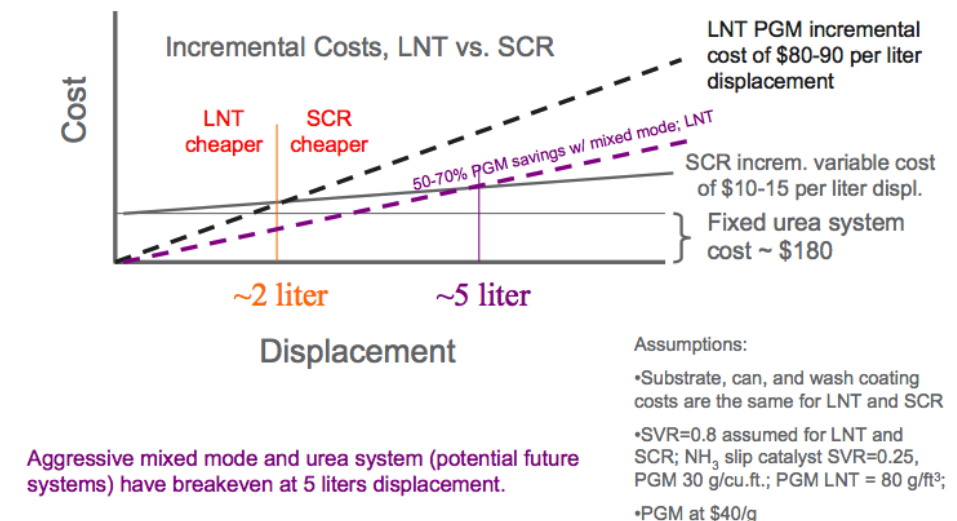 Incremental Costs, LNT vs. SCR
LNT PGM incremental
cost of $80-90 per liter
displacement
Cost
LNT
cheaper
SCR
cheaper
50-70% PGM savings w/ mixed mode; LNT
SCR increm. variable cost
of $10-15 per liter displ.
Fixed urea system
cost ~ $180
~2 liter
~5 liter
Displacement
Assumptions:
•Substrate, can, and wash coating
costs are the same for LNT and SCR
•SVR=0.8 assumed for LNT and
SCR; NH₃ slip catalyst SVR=0.25,
PGM 30 g/cu.ft.; PGM LNT = 80 g/ft³;
•PGM at $40/g
Aggressive mixed mode and urea system (potential future
systems) have breakeven at 5 liters displacement.